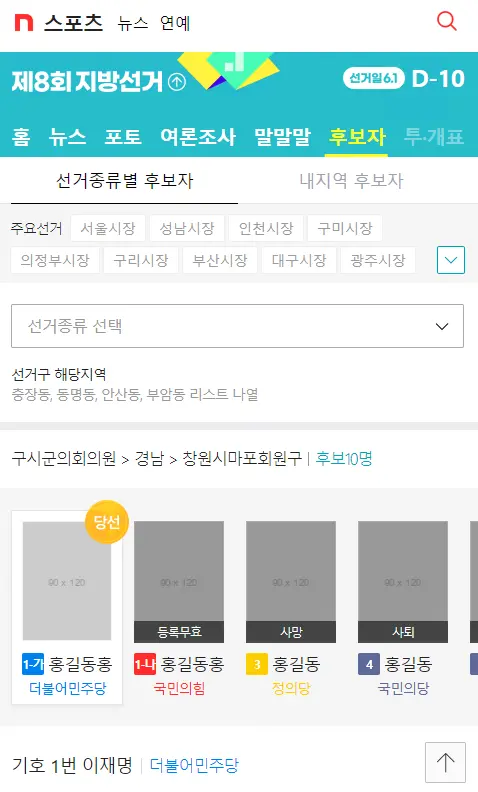 n 스포츠 뉴스 연예
제8회 지방선거 선거일6.1 D-10
홈 뉴스 포토 여론조사 말말말 후보자 투·개표
선거종류별 후보자 내지역 후보자
주요선거 서울시장 성남시장 인천시장 구미시장
의정부시장 구리시장 부산시장 대구시장 광주시장
선거종류 선택
선거구 해당지역
충장동, 동명동, 안산동, 부암동 리스트 나열
구시군의회의원 > 경남 > 창원시마포회원구 | 후보10명
당선
90 x 120 90 x 120 90 x 120 90 x 120
등록무효 사망 사퇴
1-가 홍길동홍 1-나 홍길동홍 3 홍길동 4 홍길동
더불어민주당 국민의힘 정의당 국민의당
기호 1번 이재명 | 더불어민주당